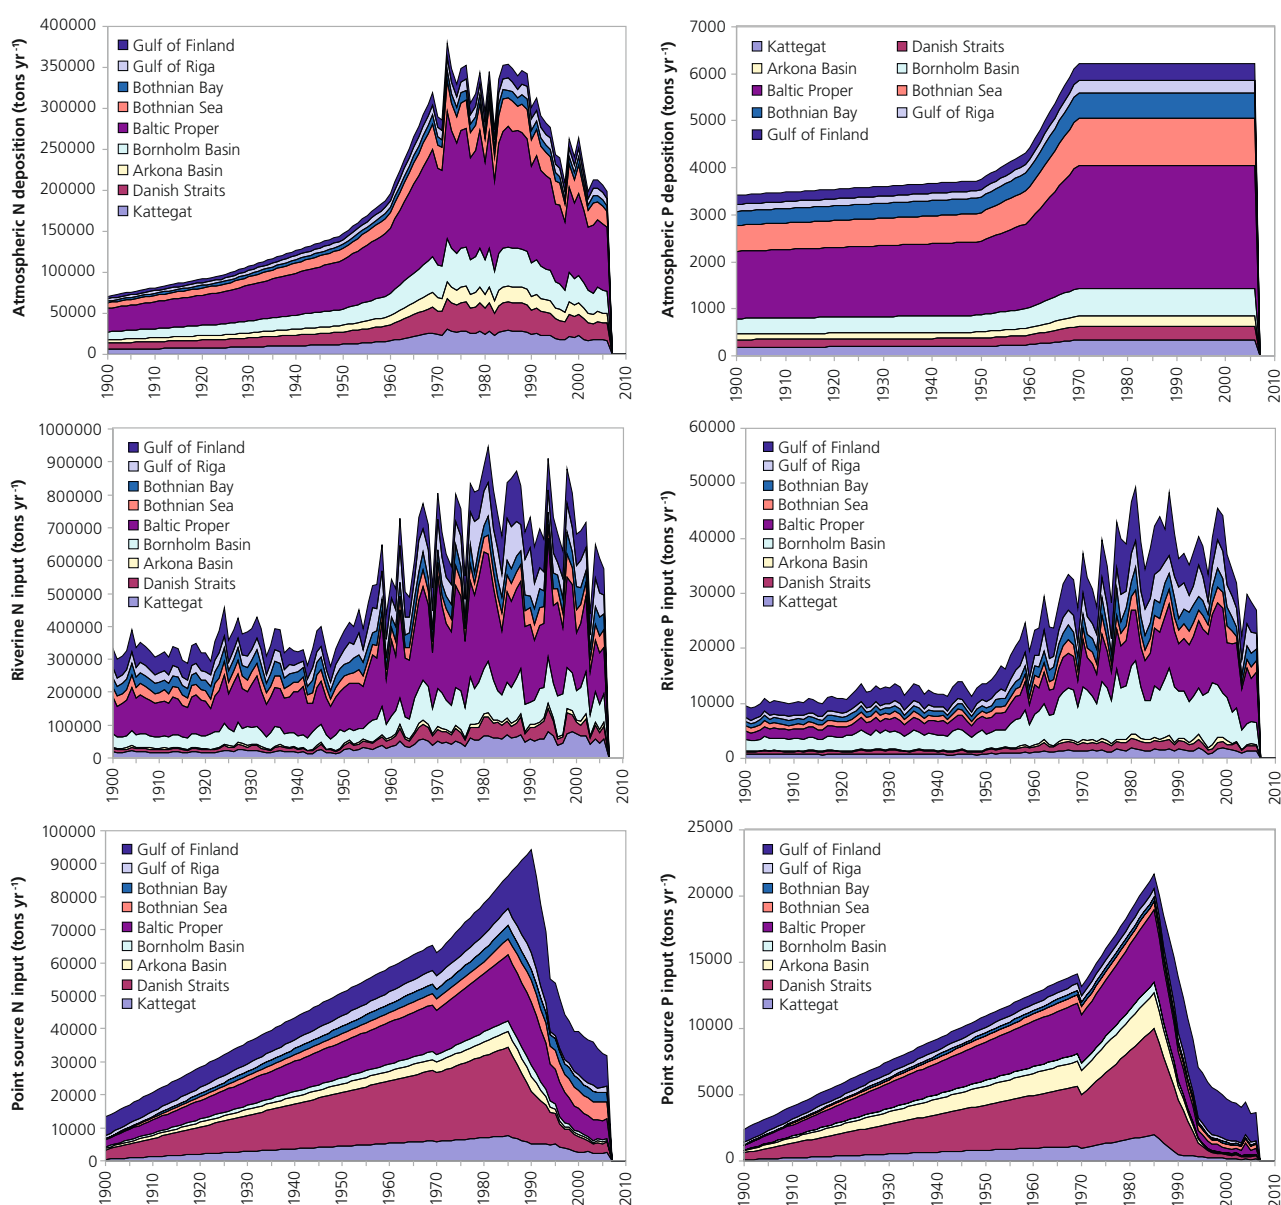 Atmospheric N deposition (tons yr⁻¹)
400000
350000
300000
250000
200000
150000
100000
50000
0
Gulf of Finland
Gulf of Riga
Bothnian Bay
Bothnian Sea
Baltic Proper
Bornholm Basin
Arkona Basin
Danish Straits
Kattegat
1900
1910
1920
1930
1940
1950
1960
1970
1980
1990
2000
2010
Atmospheric P deposition (tons yr⁻¹)
7000
6000
5000
4000
3000
2000
1000
0
Kattegat Danish Straits
Arkona Basin Bornholm Basin
Baltic Proper Bothnian Sea
Bothnian Bay Gulf of Riga
Gulf of Finland
1900
1910
1920
1930
1940
1950
1960
1970
1980
1990
2000
2010
Riverine N input (tons yr⁻¹)
1000000
900000
800000
700000
600000
500000
400000
300000
200000
100000
0
Gulf of Finland
Gulf of Riga
Bothnian Bay
Bothnian Sea
Baltic Proper
Bornholm Basin
Arkona Basin
Danish Straits
Kattegat
1900
1910
1920
1930
1940
1950
1960
1970
1980
1990
2000
2010
Riverine P input (tons yr⁻¹)
60000
50000
40000
30000
20000
10000
0
Gulf of Finland
Gulf of Riga
Bothnian Bay
Bothnian Sea
Baltic Proper
Bornholm Basin
Arkona Basin
Danish Straits
Kattegat
1900
1910
1920
1930
1940
1950
1960
1970
1980
1990
2000
2010
Point source N input (tons yr⁻¹)
100000
90000
80000
70000
60000
50000
40000
30000
20000
10000
0
Gulf of Finland
Gulf of Riga
Bothnian Bay
Bothnian Sea
Baltic Proper
Bornholm Basin
Arkona Basin
Danish Straits
Kattegat
1900
1910
1920
1930
1940
1950
1960
1970
1980
1990
2000
2010
Point source P input (tons yr⁻¹)
25000
20000
15000
10000
5000
0
Gulf of Finland
Gulf of Riga
Bothnian Bay
Bothnian Sea
Baltic Proper
Bornholm Basin
Arkona Basin
Danish Straits
Kattegat
1900
1910
1920
1930
1940
1950
1960
1970
1980
1990
2000
2010